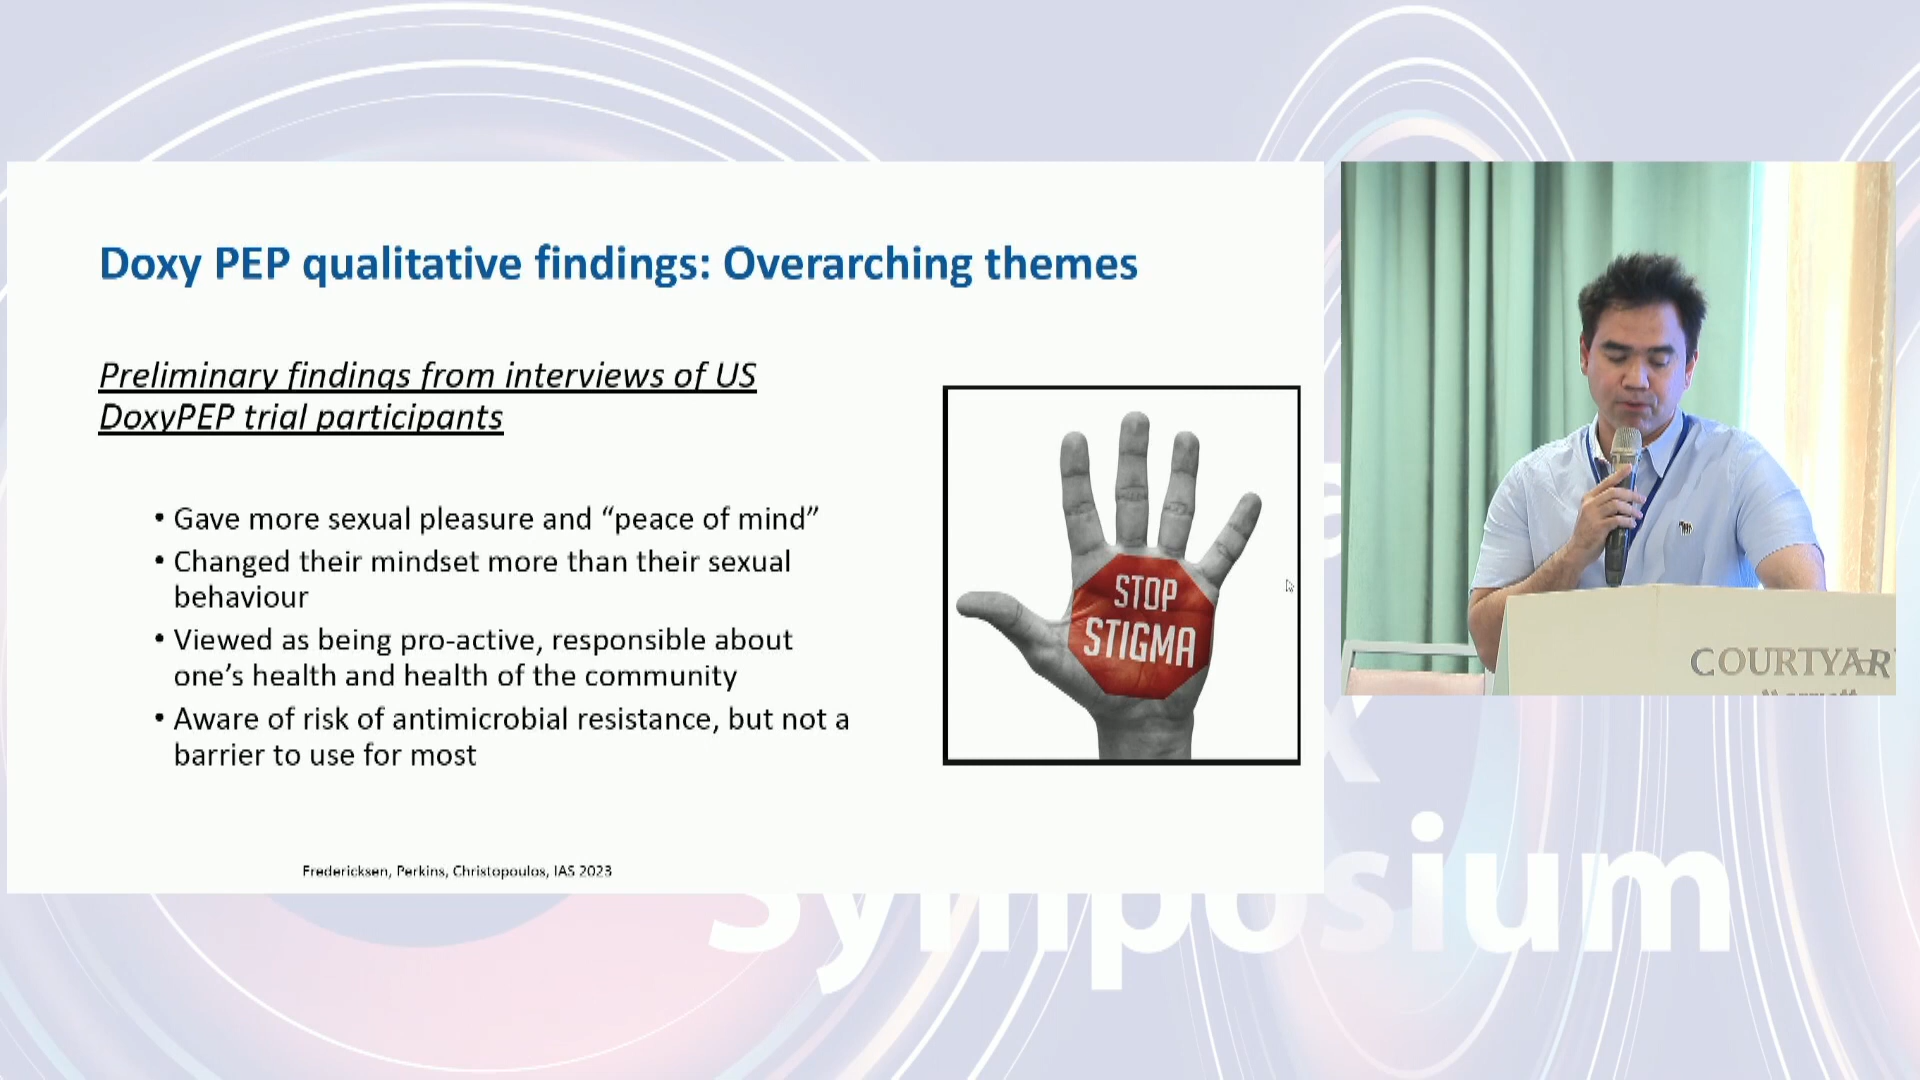 Doxy PEP qualitative findings: Overarching themes
Preliminary findings from interviews of US
DoxyPEP trial participants
• Gave more sexual pleasure and “peace of mind”
• Changed their mindset more than their sexual
behaviour
• Viewed as being pro-active, responsible about
one’s health and health of the community
• Aware of risk of antimicrobial resistance, but not a
barrier to use for most
STOP
STIGMA
Fredericksen, Perkins, Christopoulos, IAS 2023
COURTYAR
Symposium